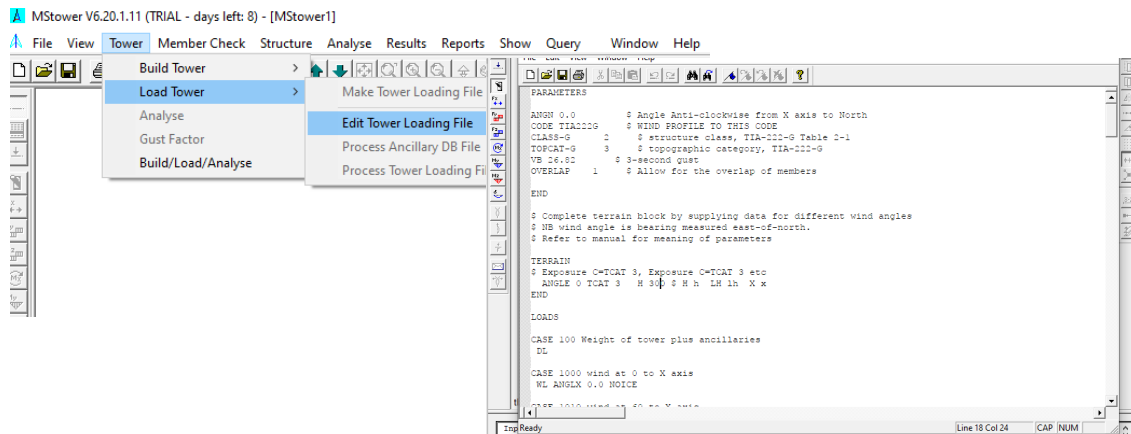 MStower V6.20.1.11 (TRIAL - days left: 8) - [MStower1]
File View Tower Member Check Structure Analyse Results Reports Show Query Window Help
Build Tower
Load Tower
Analyse
Gust Factor
Build/Load/Analyse
Make Tower Loading File
Edit Tower Loading File
Process Ancillary DB File
Process Tower Loading Fi
PARAMETERS
ANGN 0.0 $ Angle Anti-clockwise from X axis to North
CODE TIA222G $ WIND PROFILE TO THIS CODE
CLASS-G 2 $ structure class, TIA-222-G Table 2-1
TOPCAT-G 3 $ topographic category, TIA-222-G
VB 26.82 $ 3-second gust
OVERLAP 1 $ Allow for the overlap of members
END
$ Complete terrain block by supplying data for different wind angles
$ NB wind angle is bearing measured east-of-north.
$ Refer to manual for meaning of parameters
TERRAIN
$ Exposure C=TCAT 3, Exposure C=TCAT 3 etc
ANGLE 0 TCAT 3 H 300 $ H h LH lh X x
END
LOADS
CASE 100 Weight of tower plus ancillaries
DL
CASE 1000 wind at 0 to X axis
WL ANGLX 0.0 NOICE
Ready
Line 18 Col 24 CAP NUM